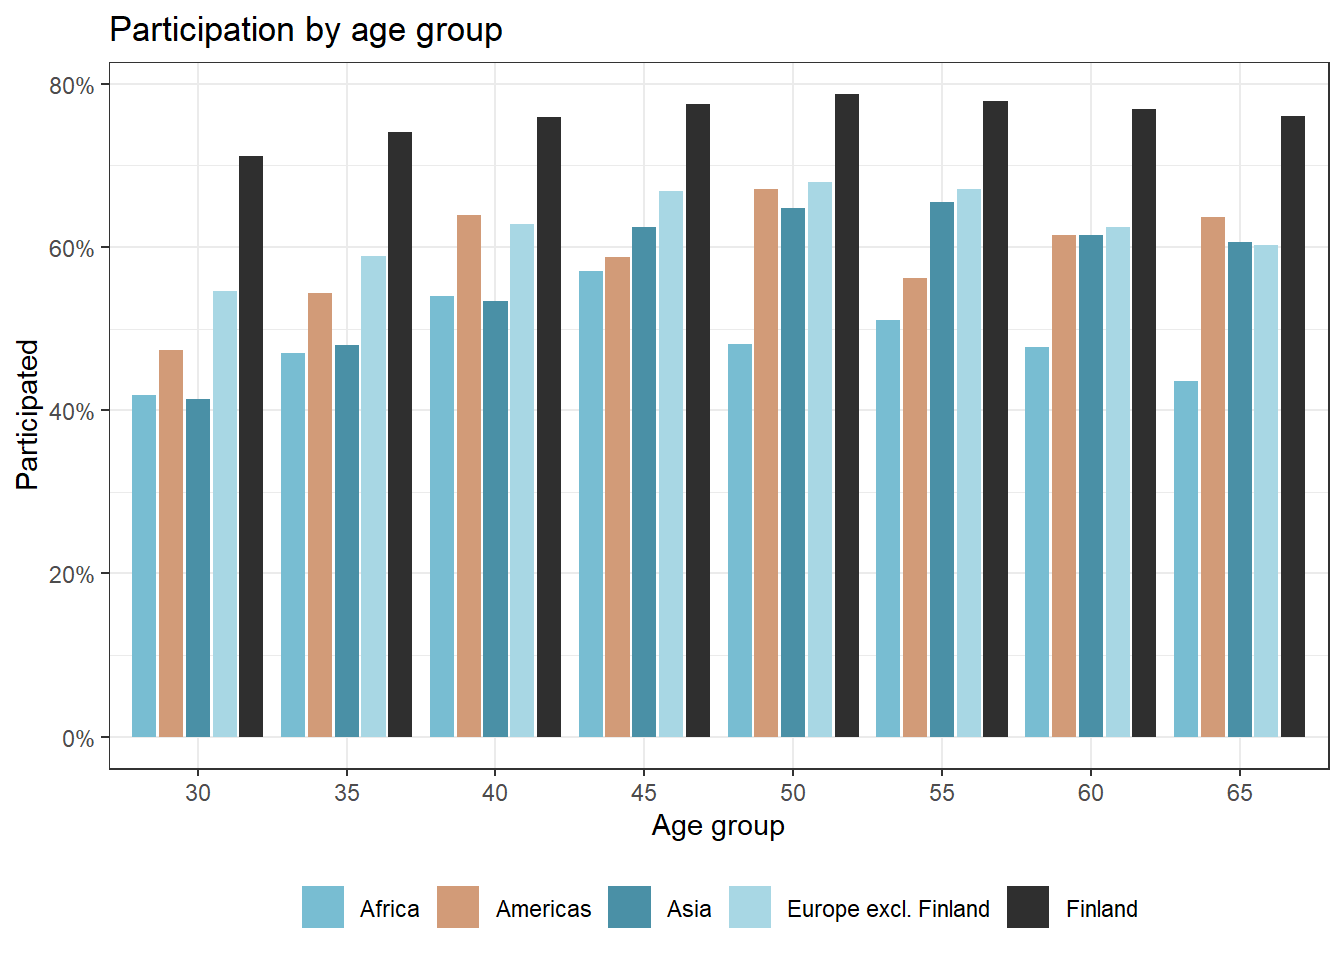 Participation by age group
80%
60%
40%
20%
0%
Participated
30 35 40 45 50 55 60 65
Age group
Africa Americas Asia Europe excl. Finland Finland